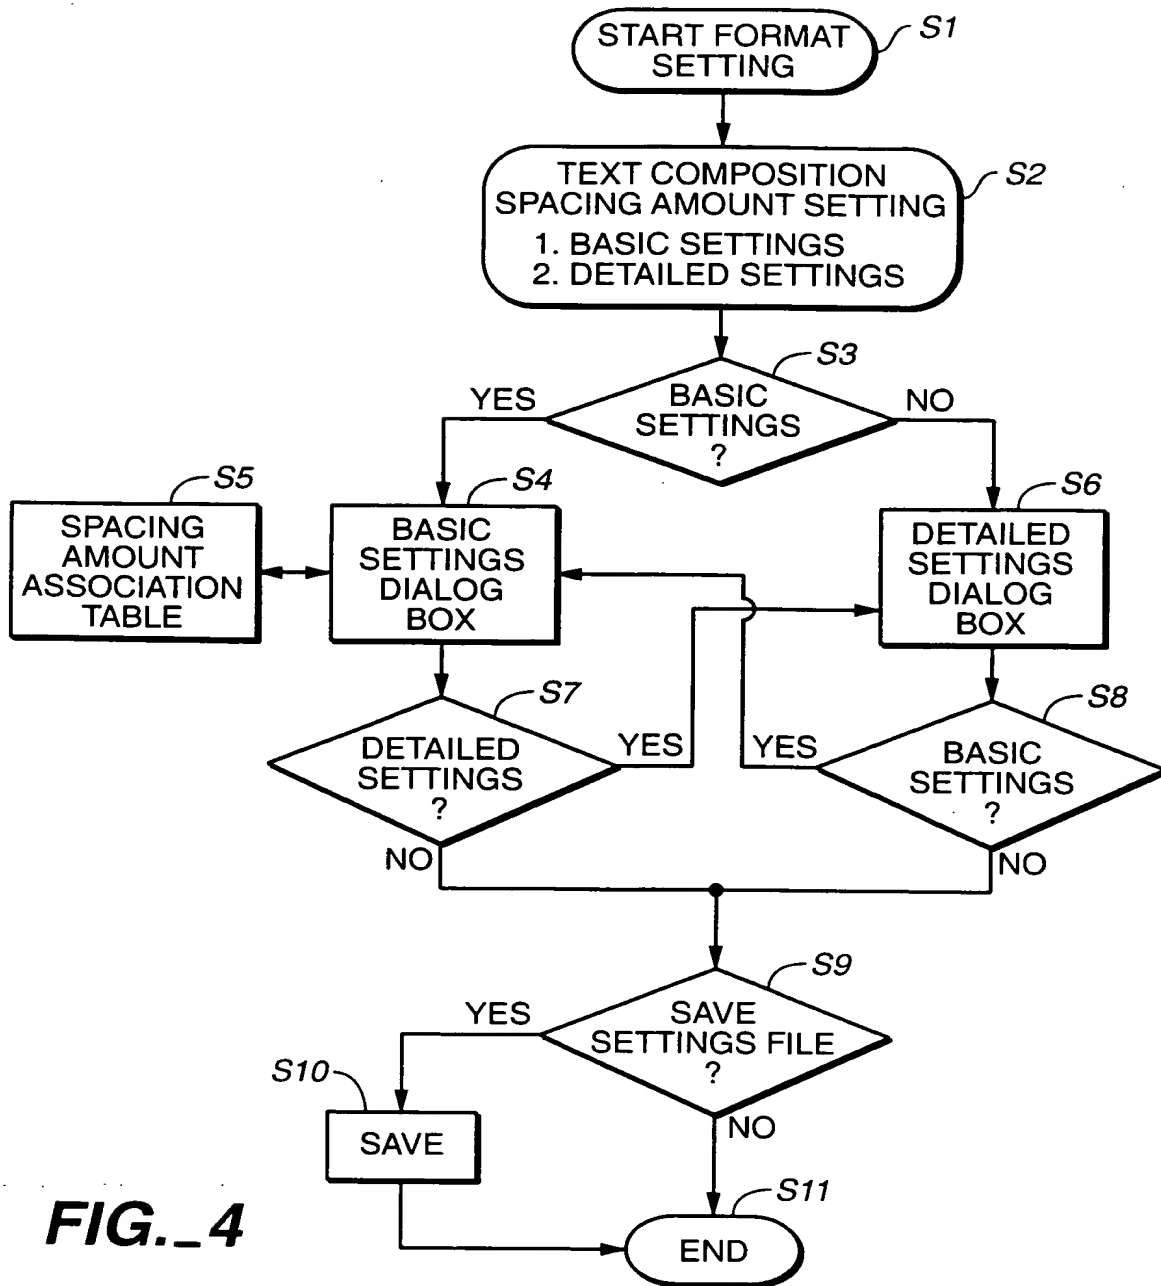 START FORMAT
SETTING
S1
TEXT COMPOSITION
SPACING AMOUNT SETTING
1. BASIC SETTINGS
2. DETAILED SETTINGS
S2
S3
BASIC
SETTINGS
?
YES
NO
S5
SPACING
AMOUNT
ASSOCIATION
TABLE
S4
BASIC
SETTINGS
DIALOG
BOX
S6
DETAILED
SETTINGS
DIALOG
BOX
S7
DETAILED
SETTINGS
?
YES
NO
S8
BASIC
SETTINGS
?
YES
NO
S9
SAVE
SETTINGS FILE
?
YES
NO
S10
SAVE
S11
END
FIG._4